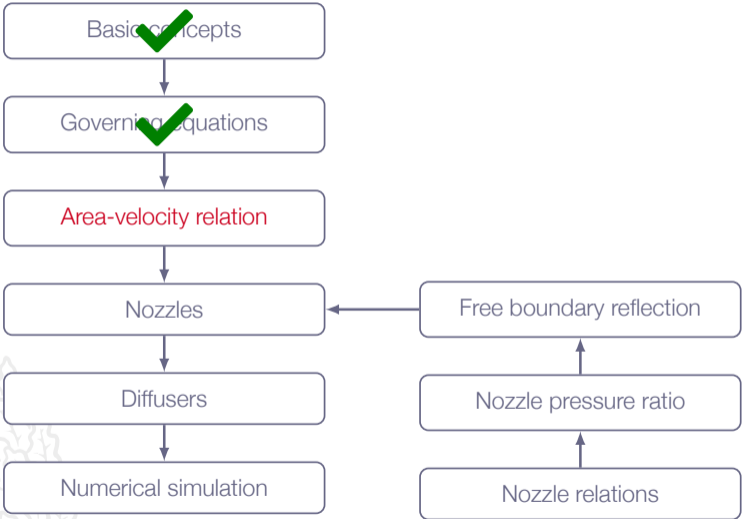 Basic concepts
Governing equations
Area-velocity relation
Nozzles
Diffusers
Numerical simulation
Free boundary reflection
Nozzle pressure ratio
Nozzle relations